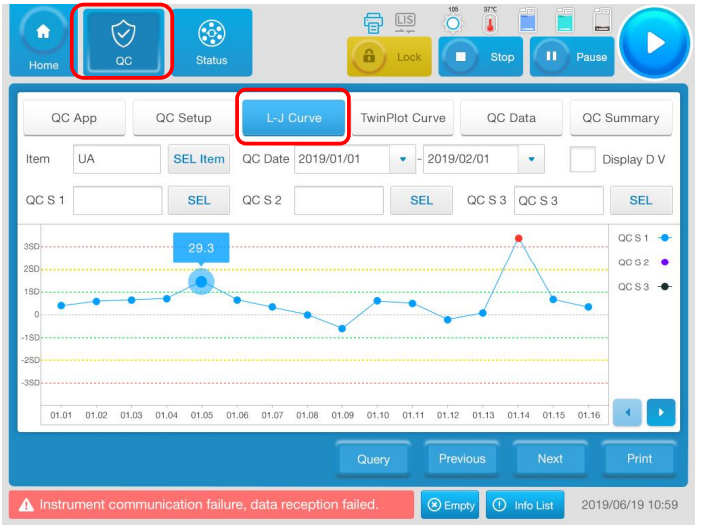 105 37℃
LIS
Home QC Status Lock Stop Pause
QC App QC Setup L-J Curve TwinPlot Curve QC Data QC Summary
Item UA SEL Item QC Date 2019/01/01 - 2019/02/01 Display D V
QC S 1 SEL QC S 2 SEL QC S 3 QC S 3 SEL
29.3
3SD
2SD
1SD
0
-1SD
-2SD
-3SD
QC S 1
QC S 2
QC S 3
01.01 01.02 01.03 01.04 01.05 01.06 01.07 01.08 01.09 01.10 01.11 01.12 01.13 01.14 01.15 01.16
Query Previous Next Print
Instrument communication failure, data reception failed. Empty Info List 2019/06/19 10:59